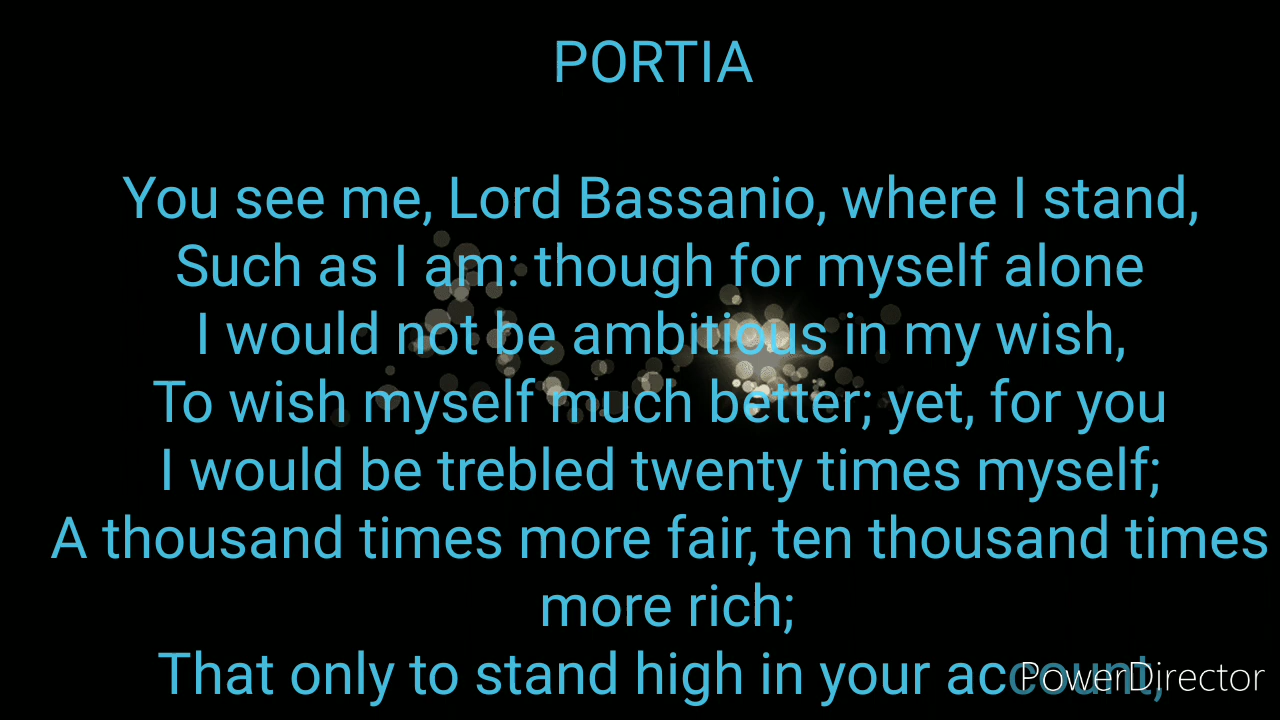 PORTIA
You see me, Lord Bassanio, where I stand,
Such as I am: though for myself alone
I would not be ambitious in my wish,
To wish myself much better; yet, for you
I would be trebled twenty times myself;
A thousand times more fair, ten thousand times
more rich;
That only to stand high in your account,
PowerDirector